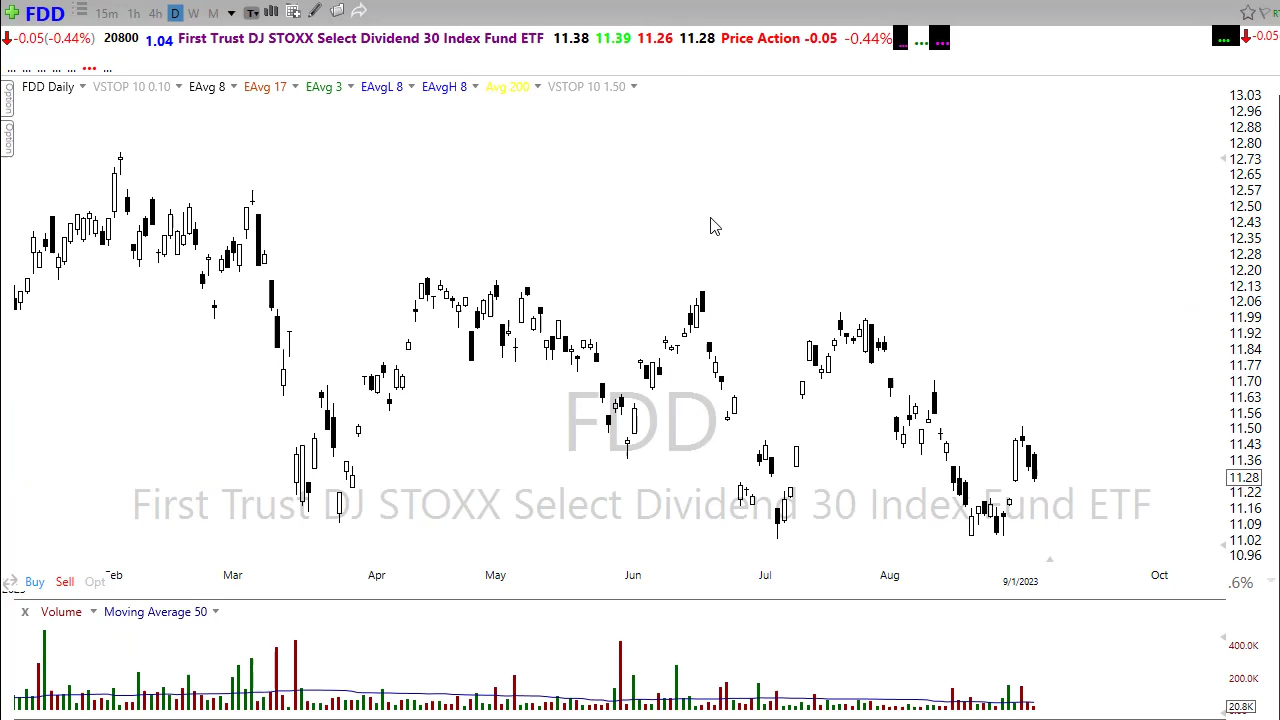 FDD 15m 1h 4h D W M T
-0.05(-0.44%) 20800 1.04 First Trust DJ STOXX Select Dividend 30 Index Fund ETF 11.38 11.39 11.26 11.28 Price Action -0.05 -0.44% ... ... ... ... -0.05
... ... ... ... ... ... ...
Option
Option
FDD Daily VSTOP 10 0.10 EAvg 8 EAvg 17 EAvg 3 EAvgL 8 EAvgH 8 Avg 200 VSTOP 10 1.50
13.03
12.96
12.88
12.80
12.73
12.65
12.57
12.50
12.43
12.35
12.28
12.20
12.13
12.06
11.99
11.92
11.84
11.77
11.70
11.63
11.56
11.50
11.43
11.36
11.28
11.22
11.16
11.09
11.02
10.96
FDD
First Trust DJ STOXX Select Dividend 30 Index Fund ETF
Feb Mar Apr May Jun Jul Aug 9/1/2023 Oct
Buy Sell Opt .6%
X Volume Moving Average 50
400.0K
200.0K
20.8K